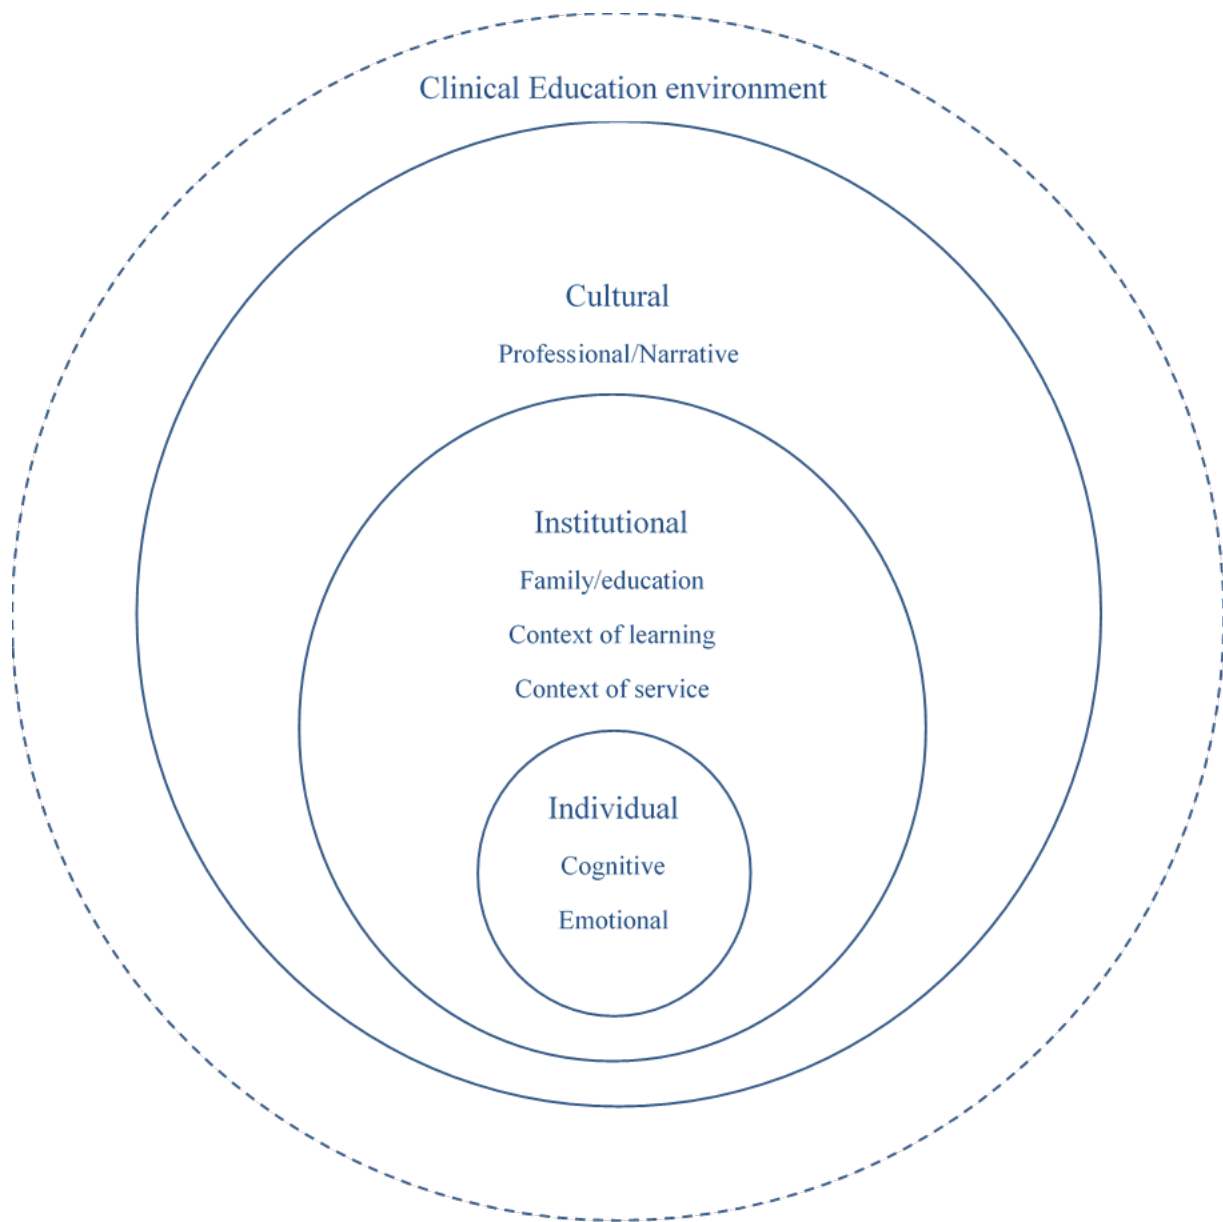 Clinical Education environment
Cultural
Professional/Narrative
Institutional
Family/education
Context of learning
Context of service
Individual
Cognitive
Emotional